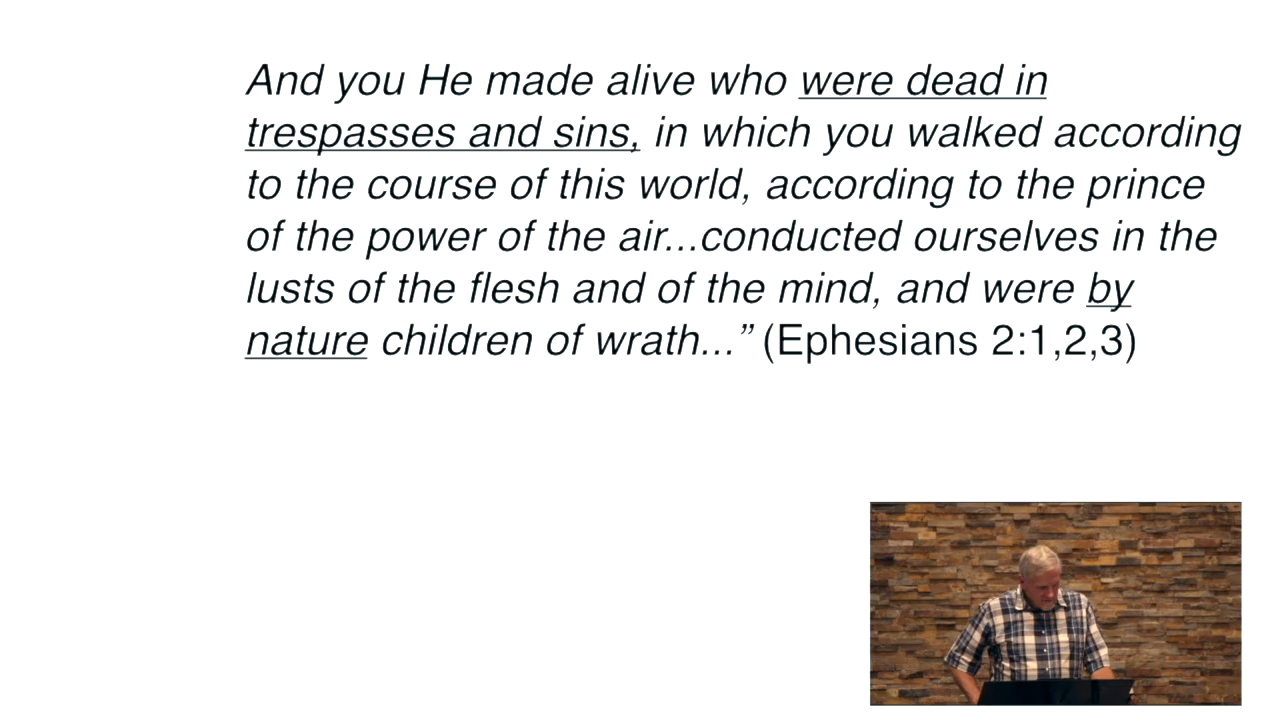 And you He made alive who were dead in
trespasses and sins, in which you walked according
to the course of this world, according to the prince
of the power of the air...conducted ourselves in the
lusts of the flesh and of the mind, and were by
nature children of wrath...” (Ephesians 2:1,2,3)